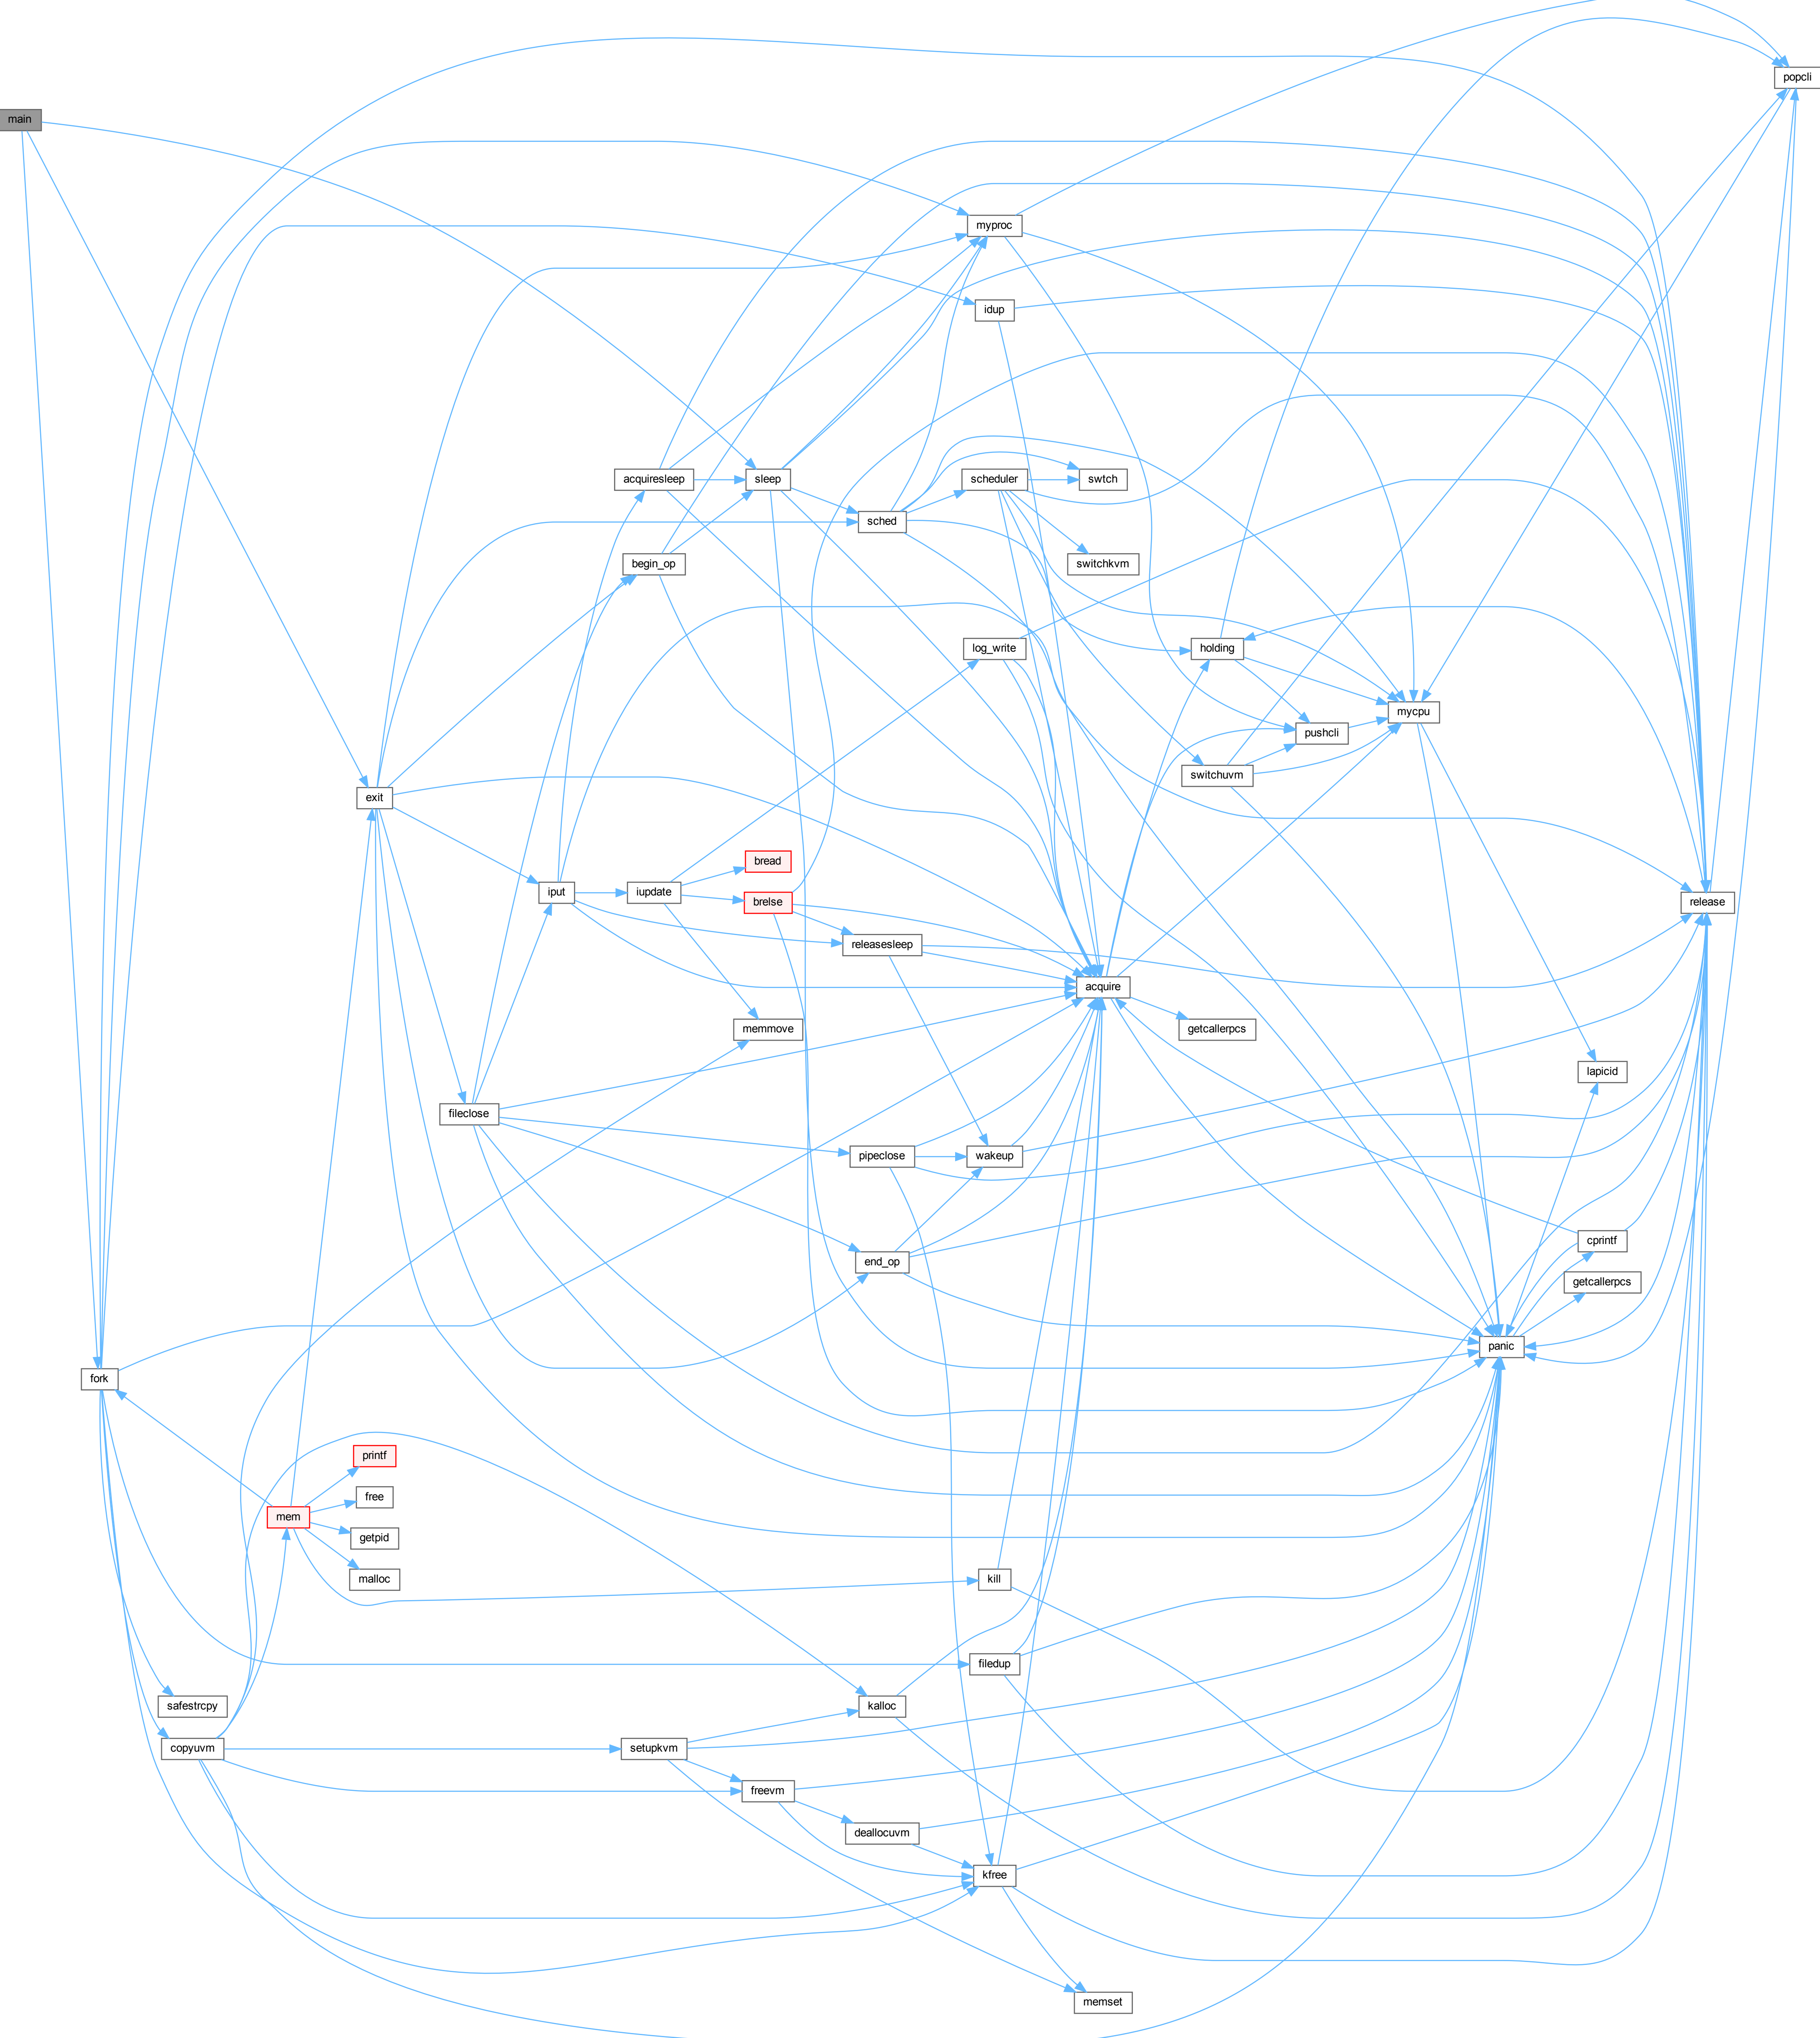 popcli
main
myproc
idup
acquiresleep
sleep
scheduler
swtch
sched
begin_op
switchkvm
log_write
holding
mycpu
pushcli
switchuvm
exit
bread
iput
iupdate
brelse
release
releasesleep
acquire
memmove
getcallerpcs
lapicid
fileclose
pipeclose
wakeup
cprintf
end_op
getcallerpcs
panic
fork
printf
free
mem
getpid
malloc
kill
filedup
safestrcpy
kalloc
copyuvm
setupkvm
freevm
deallocuvm
kfree
memset